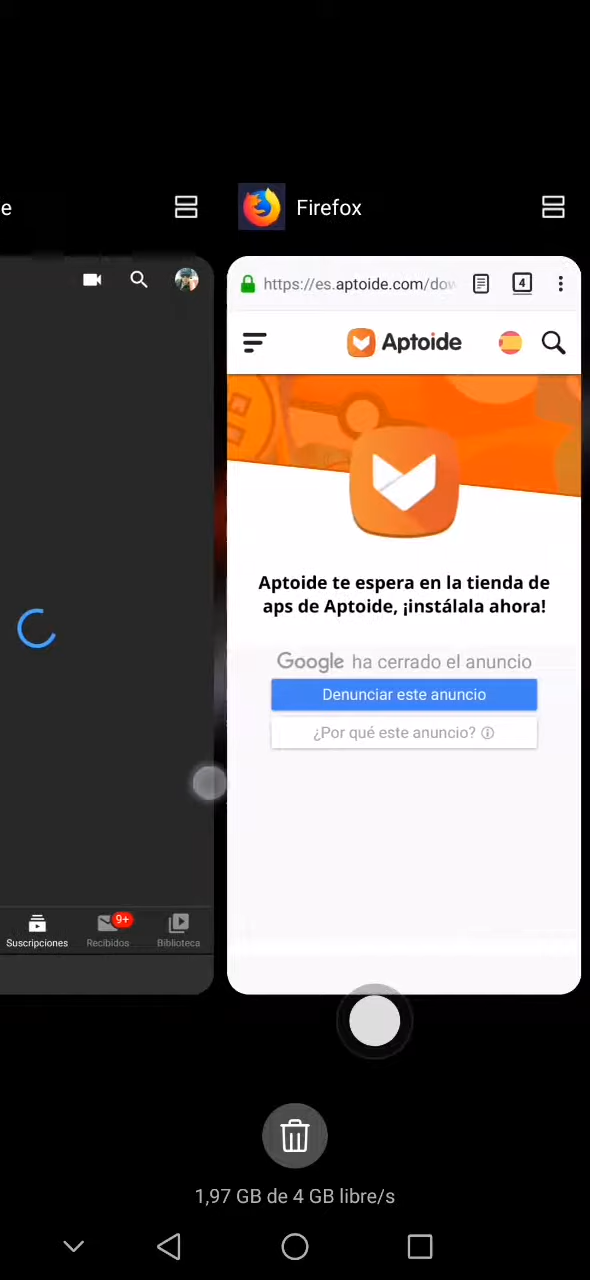 e
Firefox
https://es.aptoide.com/dow
4
Aptoide
Aptoide te espera en la tienda de
aps de Aptoide, ¡instálala ahora!
Google ha cerrado el anuncio
Denunciar este anuncio
¿Por qué este anuncio?
9+
Suscripciones
Recibidos
Biblioteca
1,97 GB de 4 GB libre/s